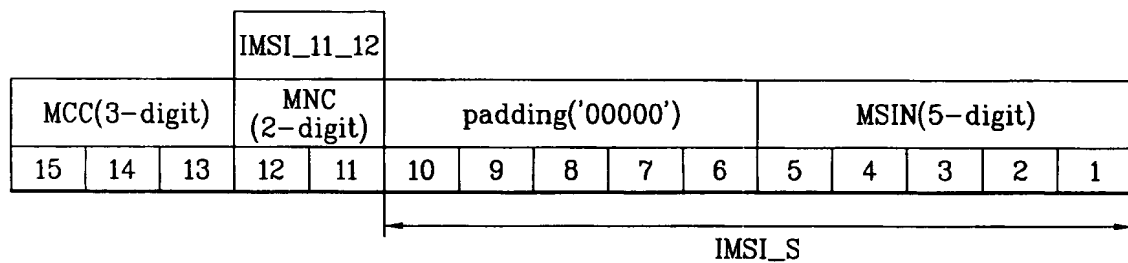 IMSI_11_12
MCC(3-digit) MNC (2-digit) padding('00000') MSIN(5-digit)
15 14 13 12 11 10 9 8 7 6 5 4 3 2 1
IMSI_S